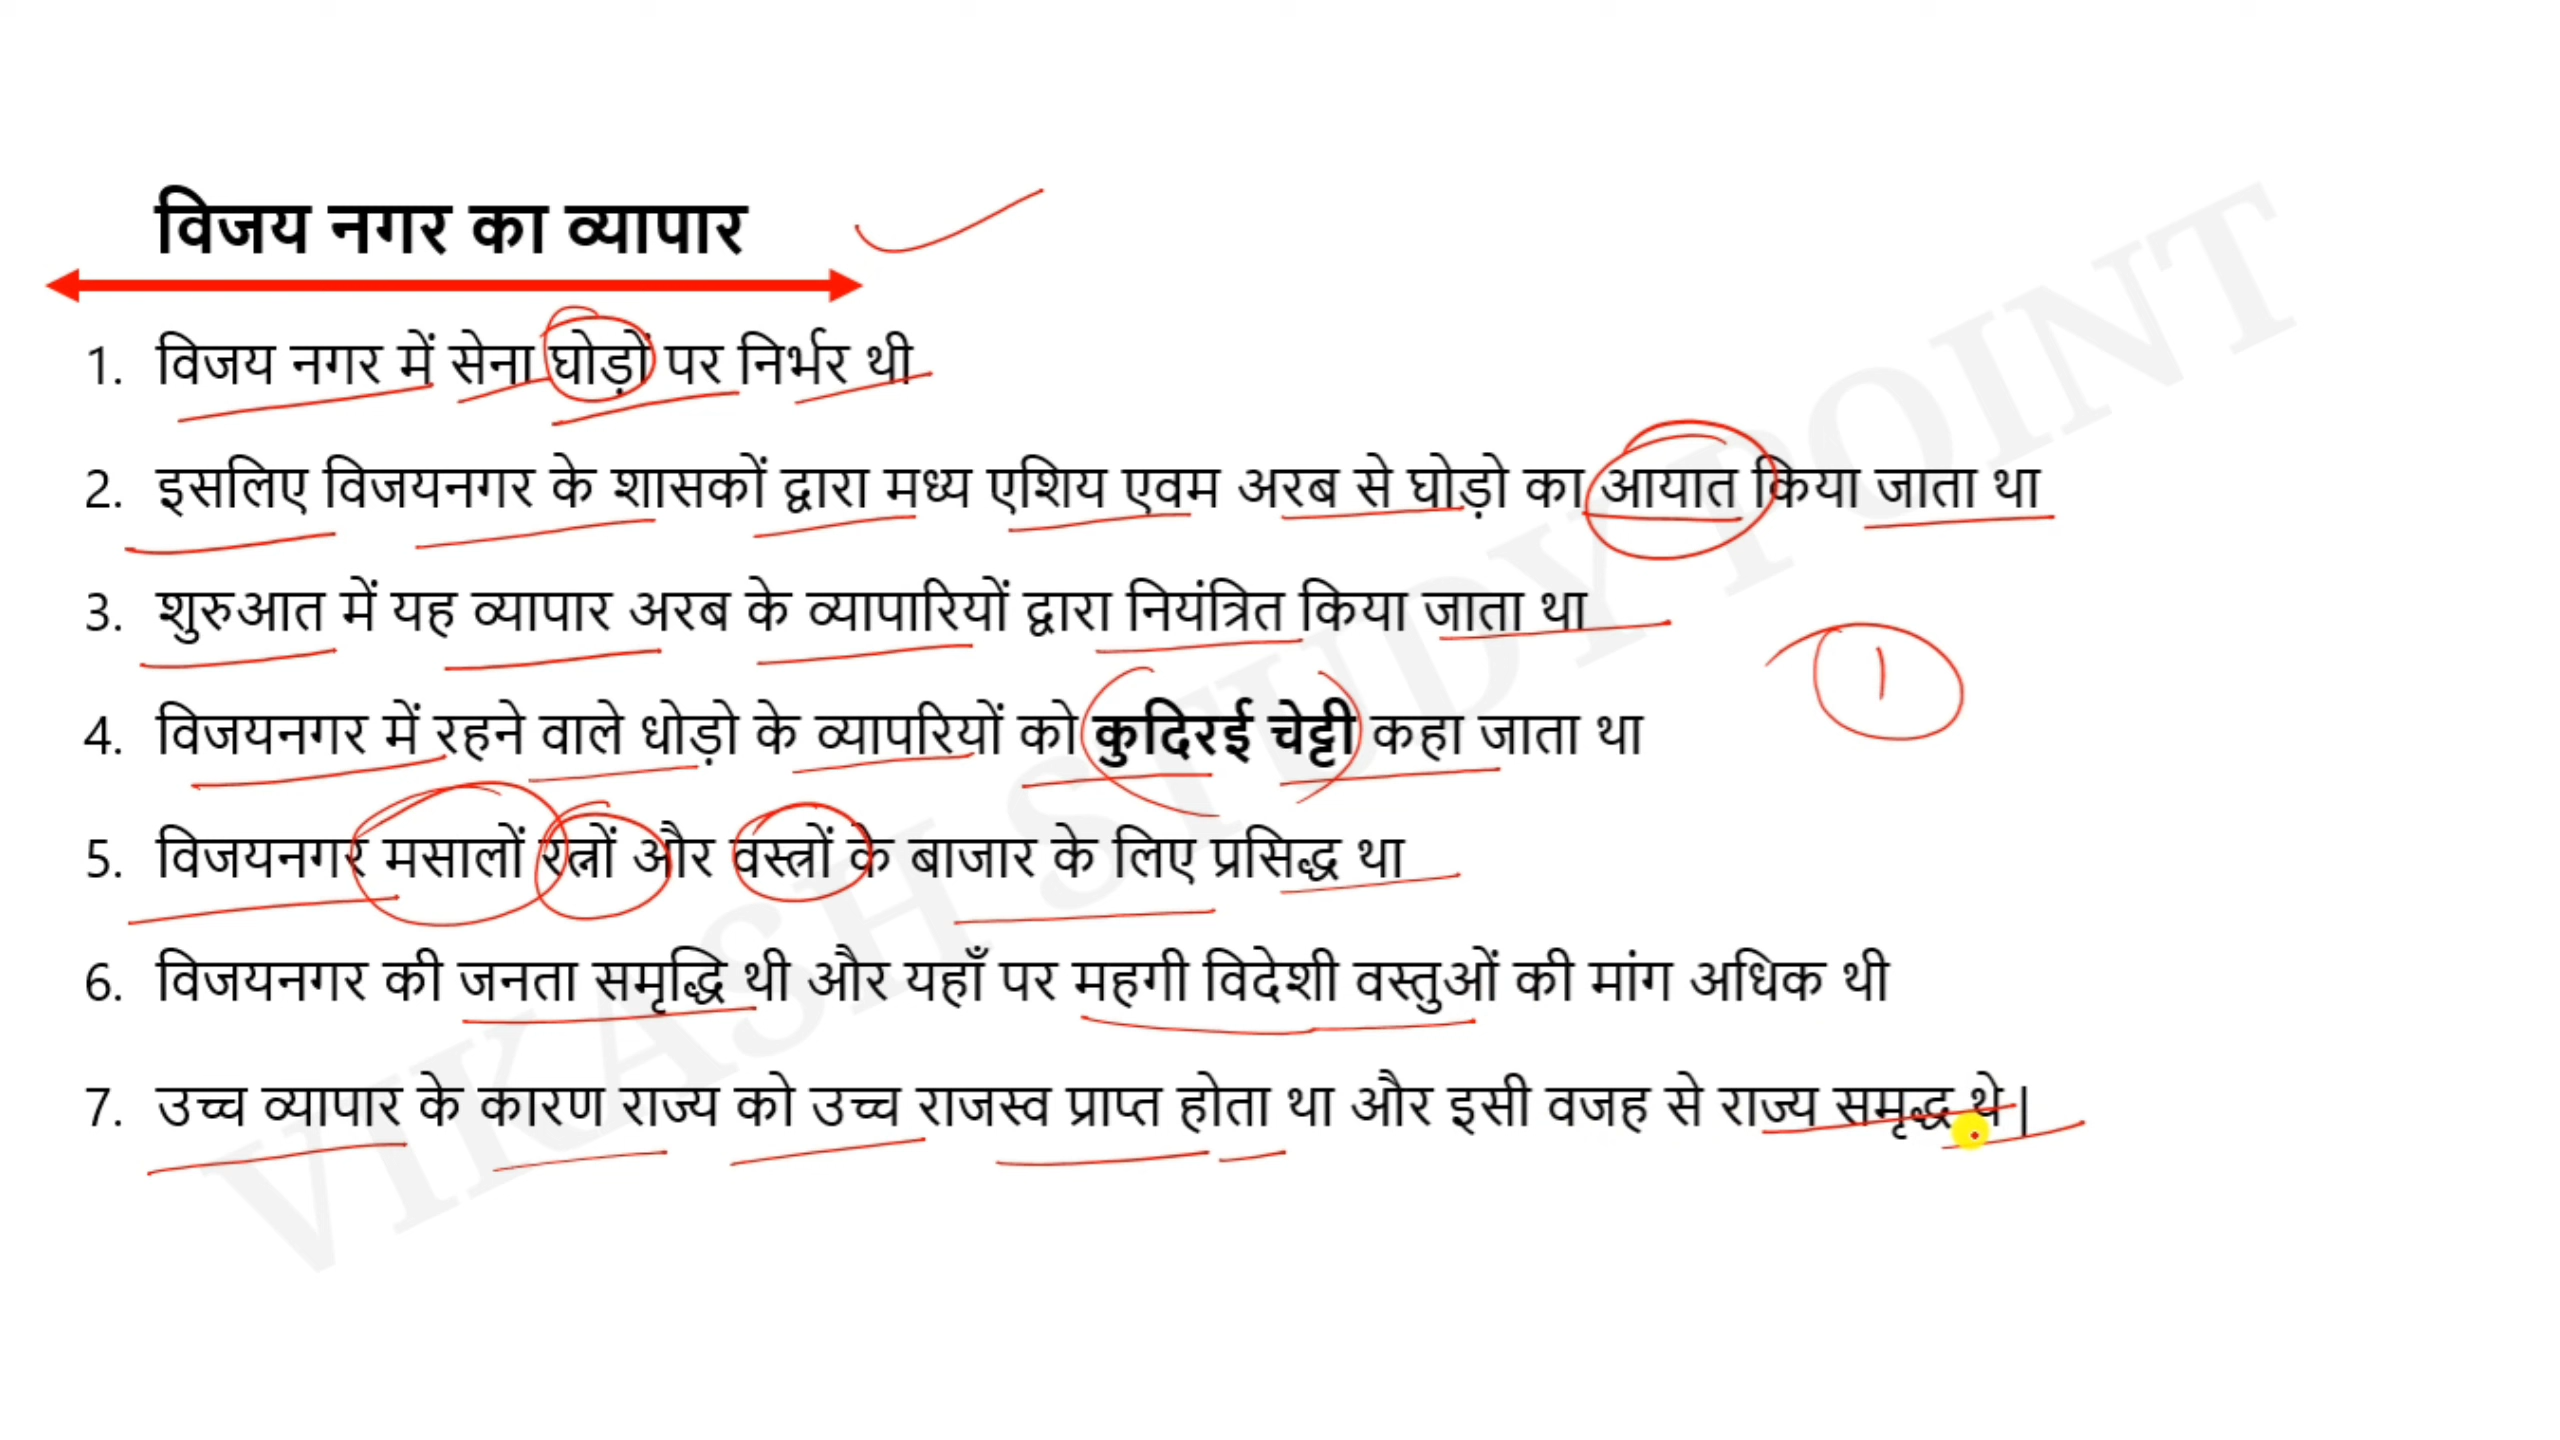 विजय नगर का व्यापार
1. विजय नगर में सेना घोड़ों पर निर्भर थी
2. इसलिए विजयनगर के शासकों द्वारा मध्य एशिय एवम अरब से घोड़ो का आयात किया जाता था
3. शुरुआत में यह व्यापार अरब के व्यापारियों द्वारा नियंत्रित किया जाता था
1
4. विजयनगर में रहने वाले धोड़ो के व्यापरियों को कुदिरई चेट्टी कहा जाता था
5. विजयनगर मसालों रत्नों और वस्त्रों के बाजार के लिए प्रसिद्ध था
6. विजयनगर की जनता समृद्धि थी और यहाँ पर महगी विदेशी वस्तुओं की मांग अधिक थी
7. उच्च व्यापार के कारण राज्य को उच्च राजस्व प्राप्त होता था और इसी वजह से राज्य समृद्ध थे|
VIKASH STUDY POINT